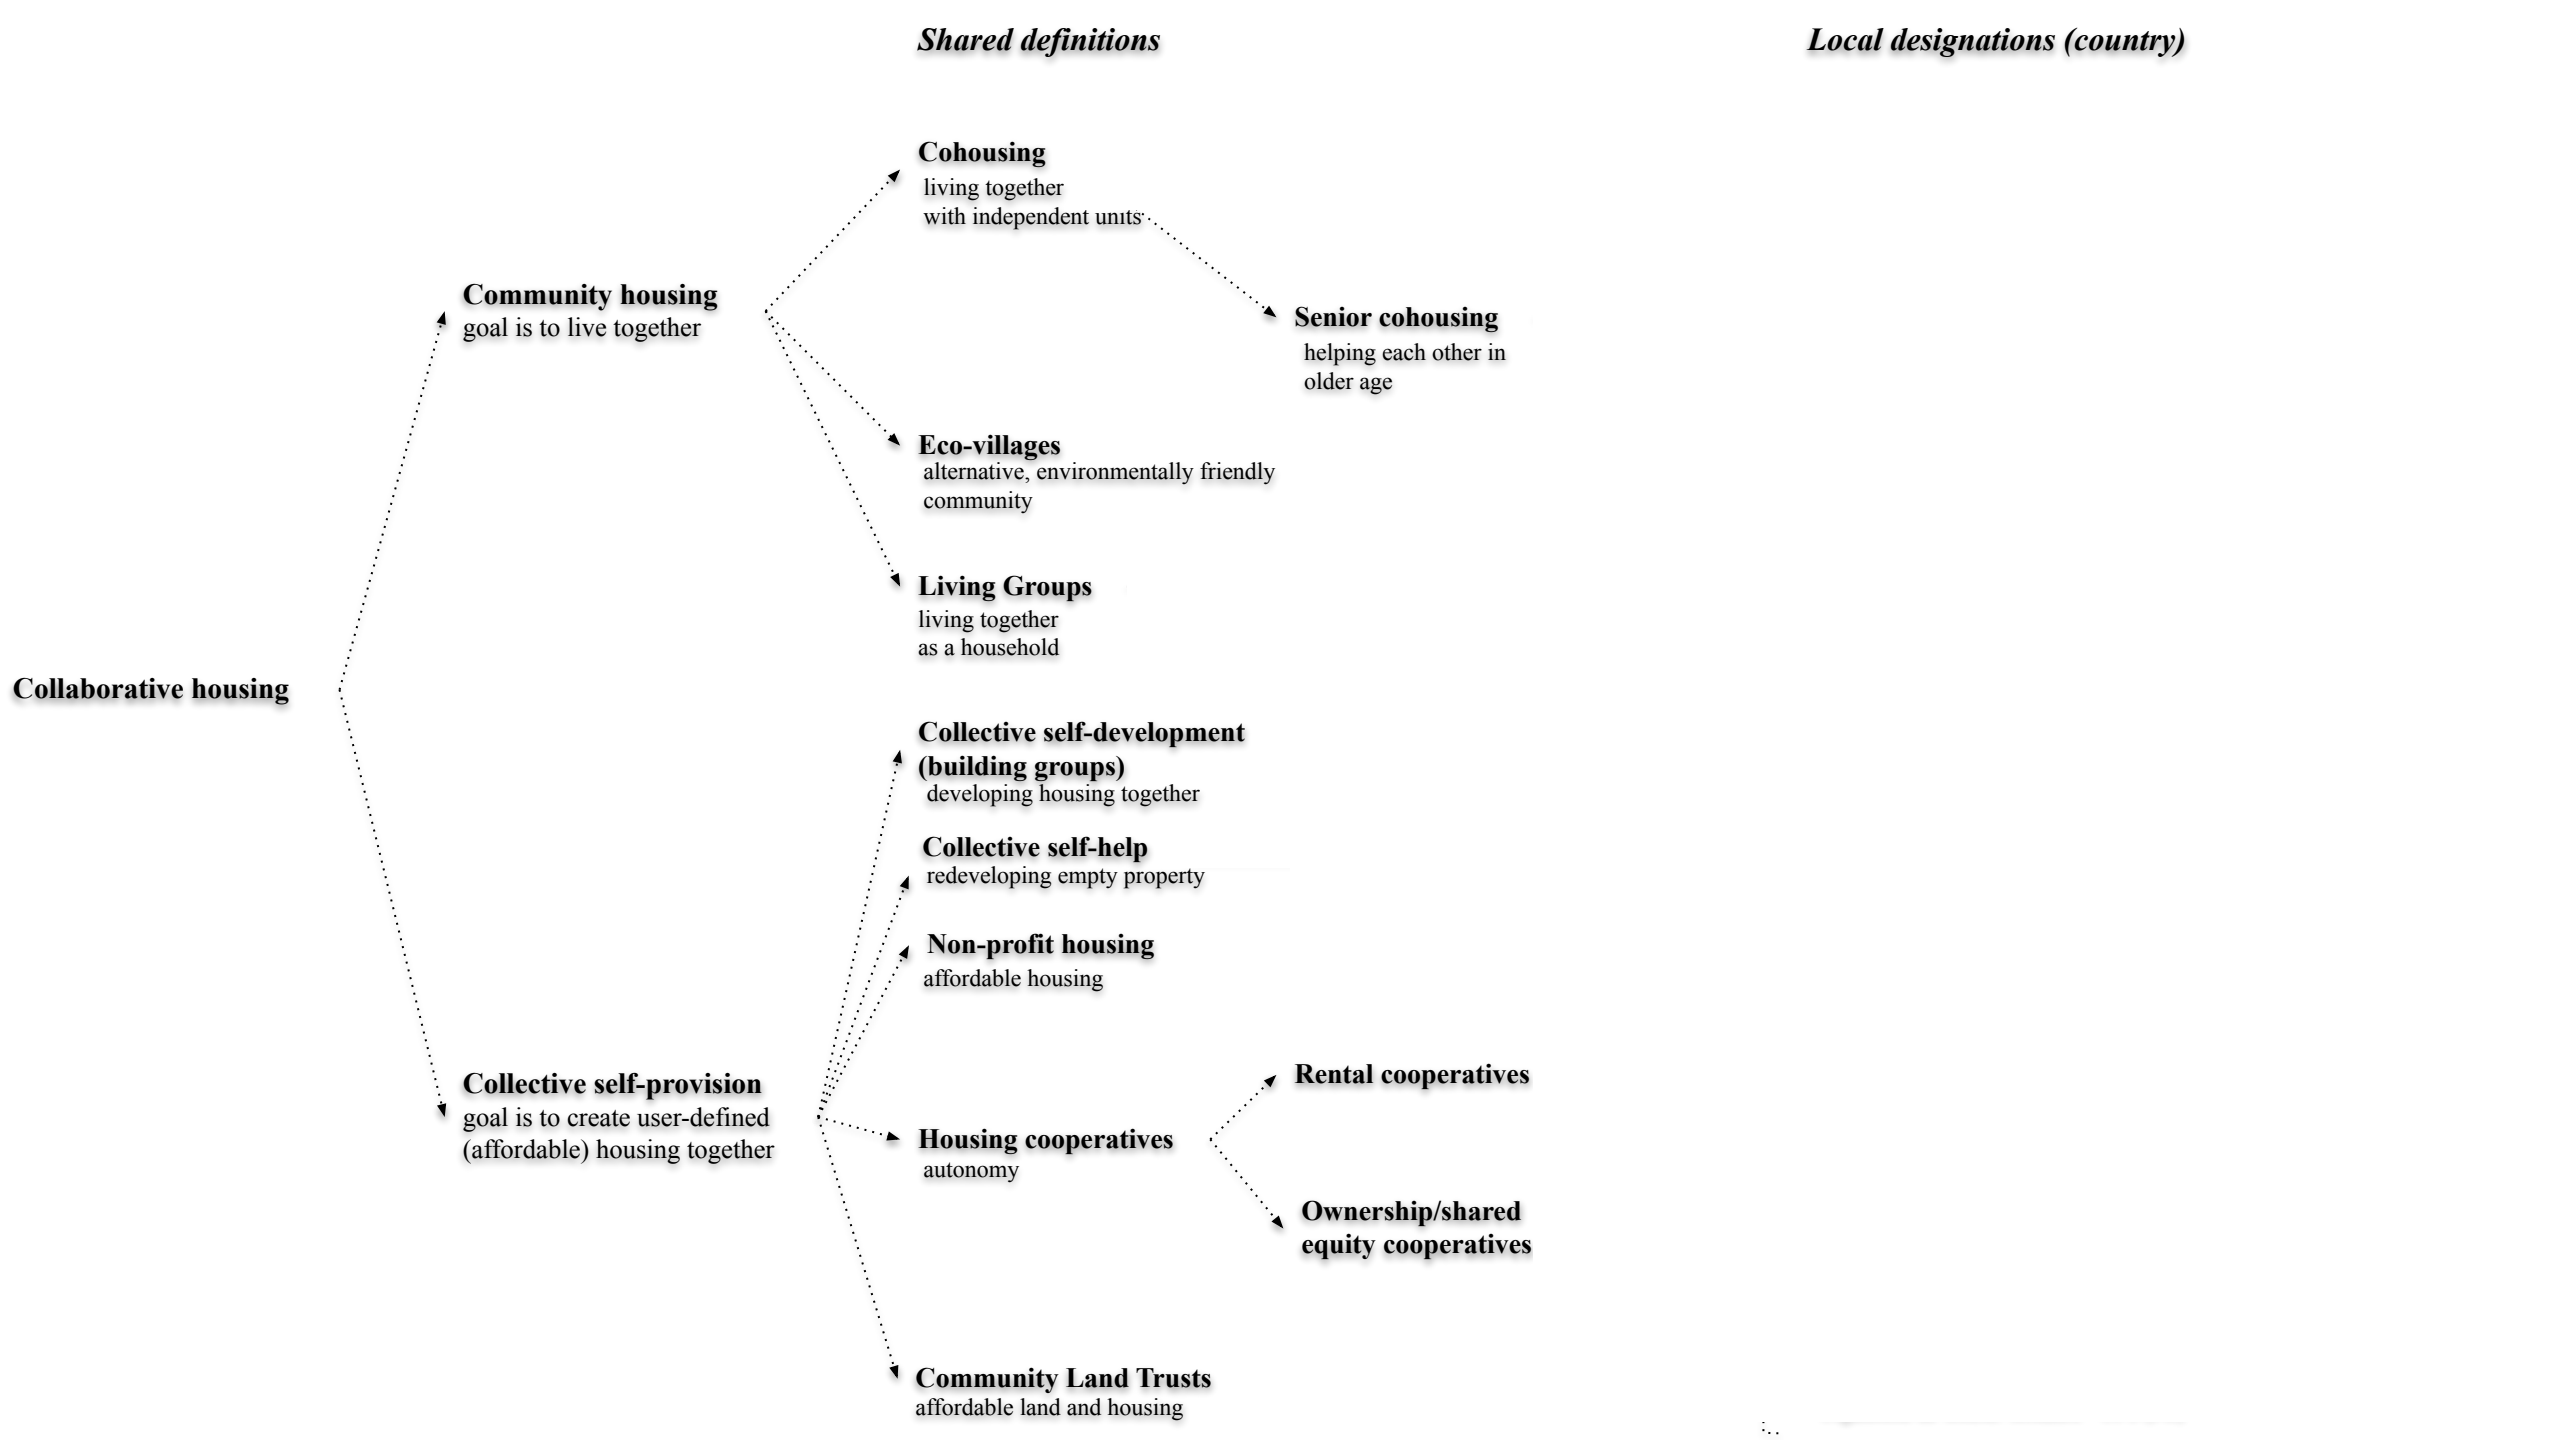 Shared definitions
Local designations (country)
Cohousing
living together
with independent units
Community housing
goal is to live together
Senior cohousing
helping each other in
older age
Eco-villages
alternative, environmentally friendly
community
Living Groups
living together
as a household
Collaborative housing
Collective self-development
(building groups)
developing housing together
Collective self-help
redeveloping empty property
Non-profit housing
affordable housing
Collective self-provision
goal is to create user-defined
(affordable) housing together
Rental cooperatives
Housing cooperatives
autonomy
Ownership/shared
equity cooperatives
Community Land Trusts
affordable land and housing